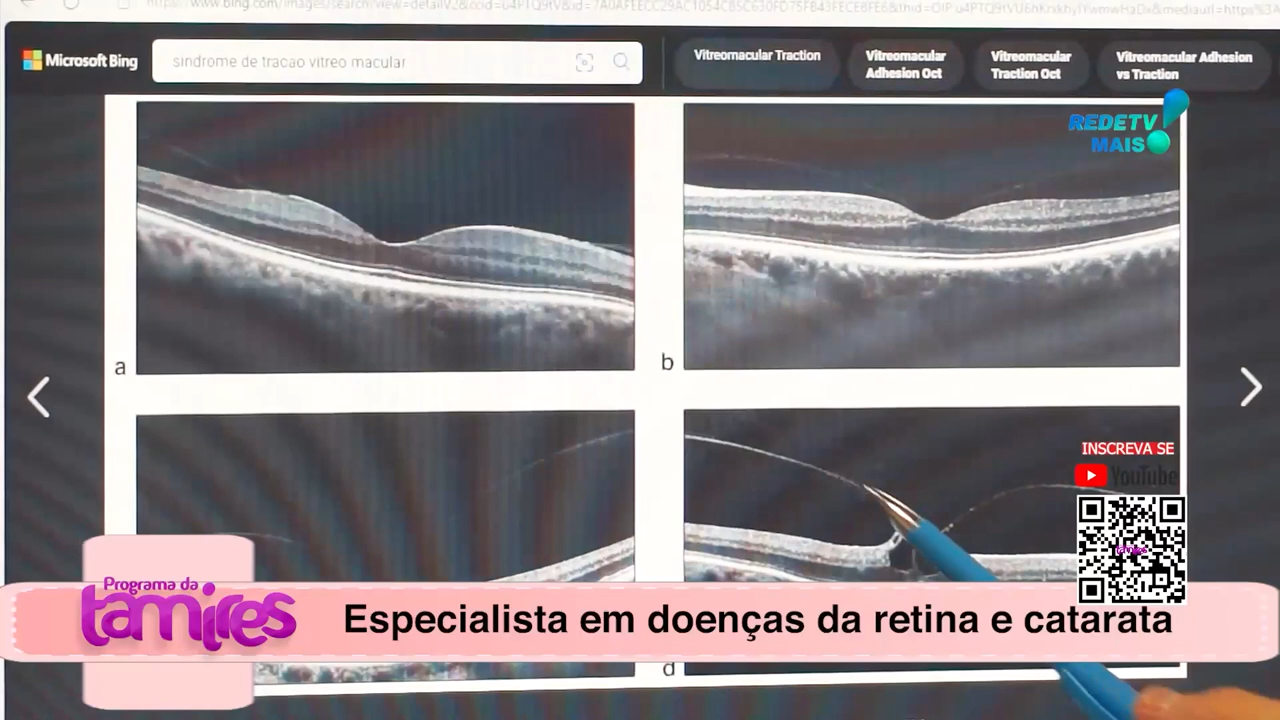 Microsoft Bing
sindrome de tracao vitreo macular
Vitreomacular Traction
Vitreomacular
Adhesion Oct
Vitreomacular
Traction Oct
Vitreomacular Adhesion
vs Traction
REDETV!
MAIS
a
b
INSCREVA SE
YouTube
tamires
Programa da
tamires
Especialista em doenças da retina e catarata
d